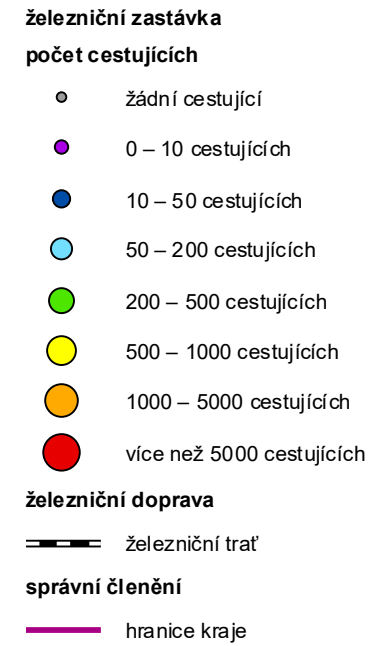 železniční zastávka
počet cestujících
žádní cestující
0 – 10 cestujících
10 – 50 cestujících
50 – 200 cestujících
200 – 500 cestujících
500 – 1000 cestujících
1000 – 5000 cestujících
více než 5000 cestujících
železniční doprava
železniční trať
správní členění
hranice kraje